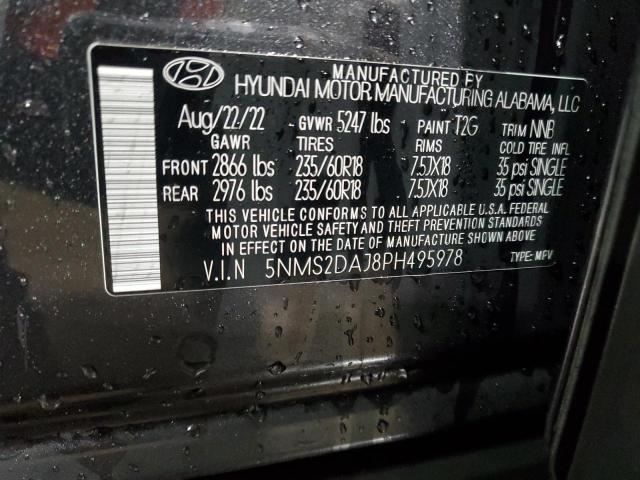 MANUFACTURED BY
HYUNDAI MOTOR MANUFACTURING ALABAMA, LLC
Aug/22/22 GVWR 5247 lbs PAINT T2G TRIM NNB
GAWR TIRES RIMS COLD TIRE INFL
FRONT 2866 lbs 235/60R18 7.5JX18 35 psi SINGLE
REAR 2976 lbs 235/60R18 7.5JX18 35 psi SINGLE
THIS VEHICLE CONFORMS TO ALL APPLICABLE U.S.A. FEDERAL
MOTOR VEHICLE SAFETY AND THEFT PREVENTION STANDARDS
IN EFFECT ON THE DATE OF MANUFACTURE SHOWN ABOVE.
V.I.N 5NMS2DAJ8PH495978 TYPE: MPV